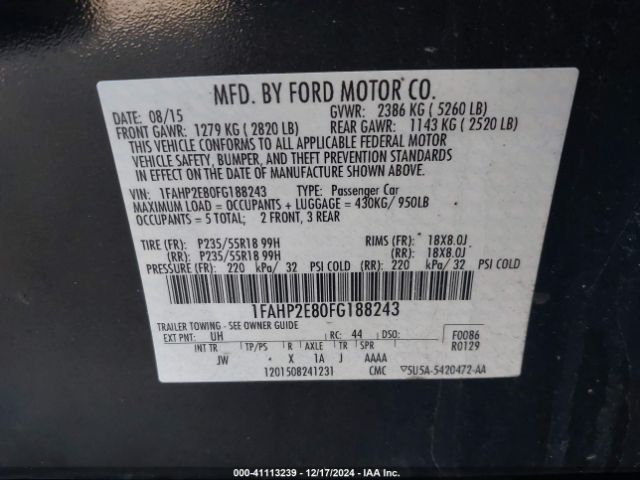 MFD. BY FORD MOTOR CO.
DATE: 08/15 GVWR: 2386 KG ( 5260 LB)
FRONT GAWR: 1279 KG ( 2820 LB) REAR GAWR: 1143 KG ( 2520 LB)
THIS VEHICLE CONFORMS TO ALL APPLICABLE FEDERAL MOTOR
VEHICLE SAFETY, BUMPER, AND THEFT PREVENTION STANDARDS
IN EFFECT ON THE DATE OF MANUFACTURE SHOWN ABOVE.
VIN: 1FAHP2E80FG188243 TYPE: Passenger Car
MAXIMUM LOAD = OCCUPANTS + LUGGAGE = 430KG/ 950LB
OCCUPANTS = 5 TOTAL; 2 FRONT, 3 REAR
TIRE (FR): P235/55R18 99H RIMS (FR): 18X8.0J
(RR): P235/55R18 99H (RR): 18X8.0J
PRESSURE (FR): 220 kPa/ 32 PSI COLD (RR): 220 kPa/ 32 PSI COLD
1FAHP2E80FG188243
TRAILER TOWING - SEE OWNER GUIDE
EXT PNT: UH RC: 44 DSO: F0086
INT TR TP/PS R AXLE TR SPR R0129
JW X 1A J AAAA
1201508241231 CMC 5U5A-5420472-AA
000-41113239 - 12/17/2024 - IAA Inc.